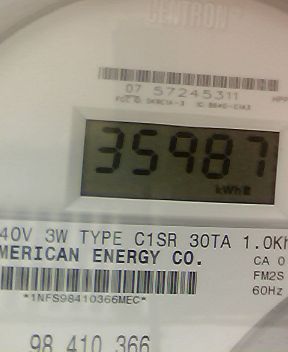 CENTRON
07 57245311
35987
kWh
40V 3W TYPE C1SR 30TA 1.0Kh
MERICAN ENERGY CO.
CA 0
FM2S
60Hz
*1NFS98410366MEC*
98 410 366